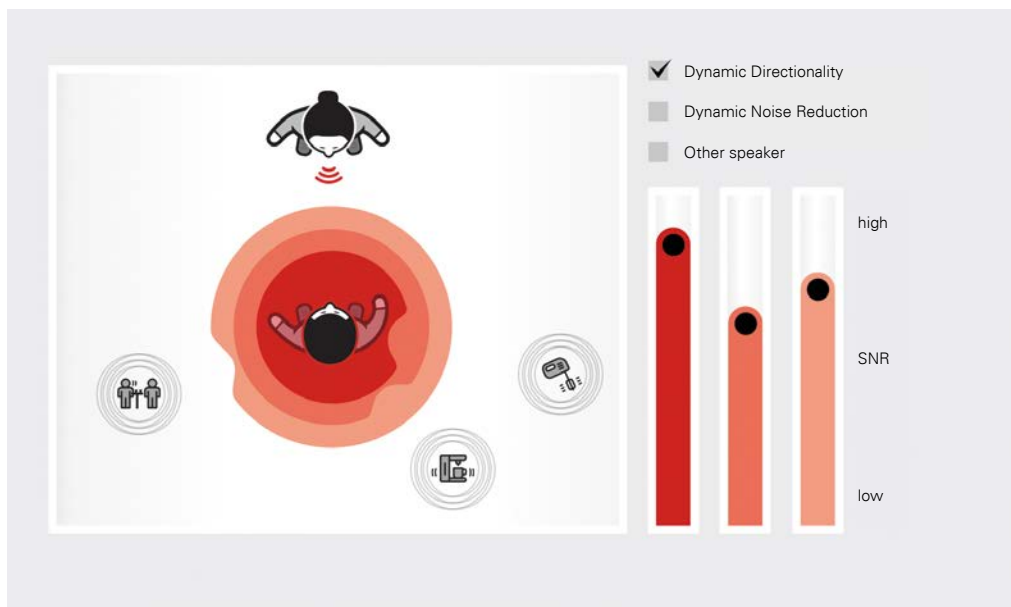 Dynamic Directionality
Dynamic Noise Reduction
Other speaker
high
SNR
low